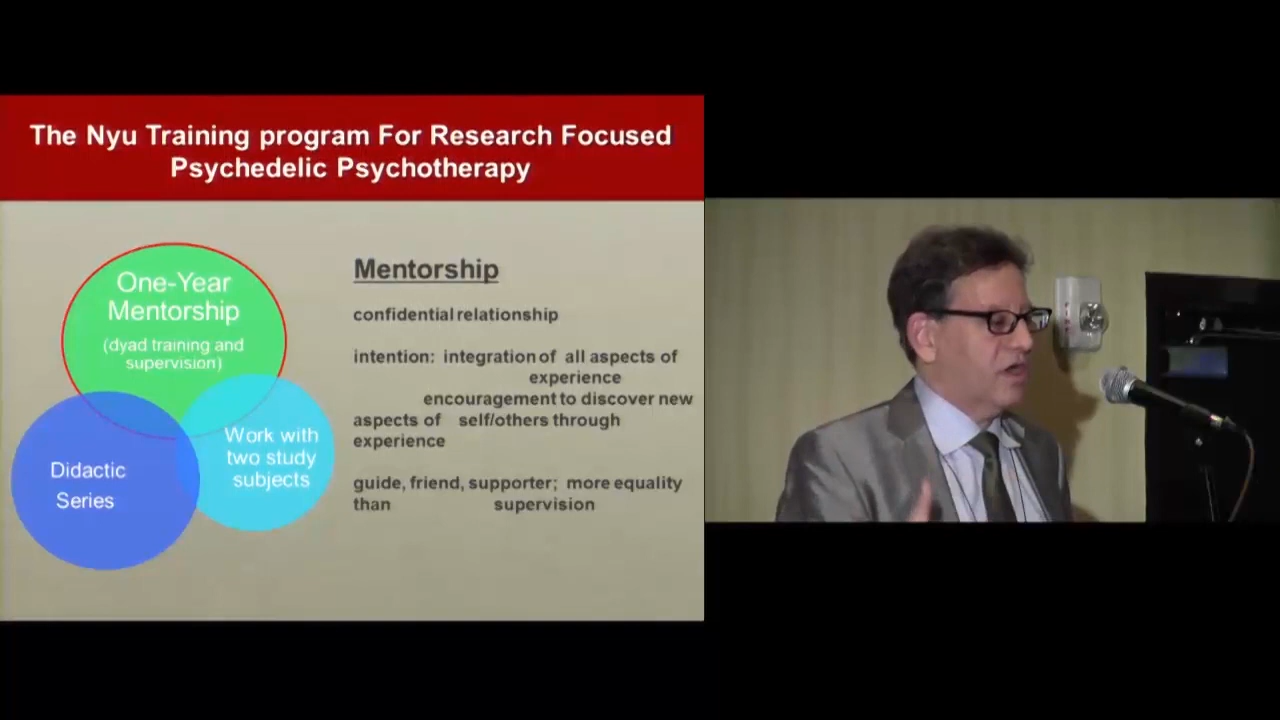 The Nyu Training program For Research Focused
Psychedelic Psychotherapy
One-Year
Mentorship
(dyad training and
supervision)
Didactic
Series
Work with
two study
subjects
Mentorship
confidential relationship
intention: integration of all aspects of
experience
encouragement to discover new
aspects of self/others through
experience
guide, friend, supporter; more equality
than supervision